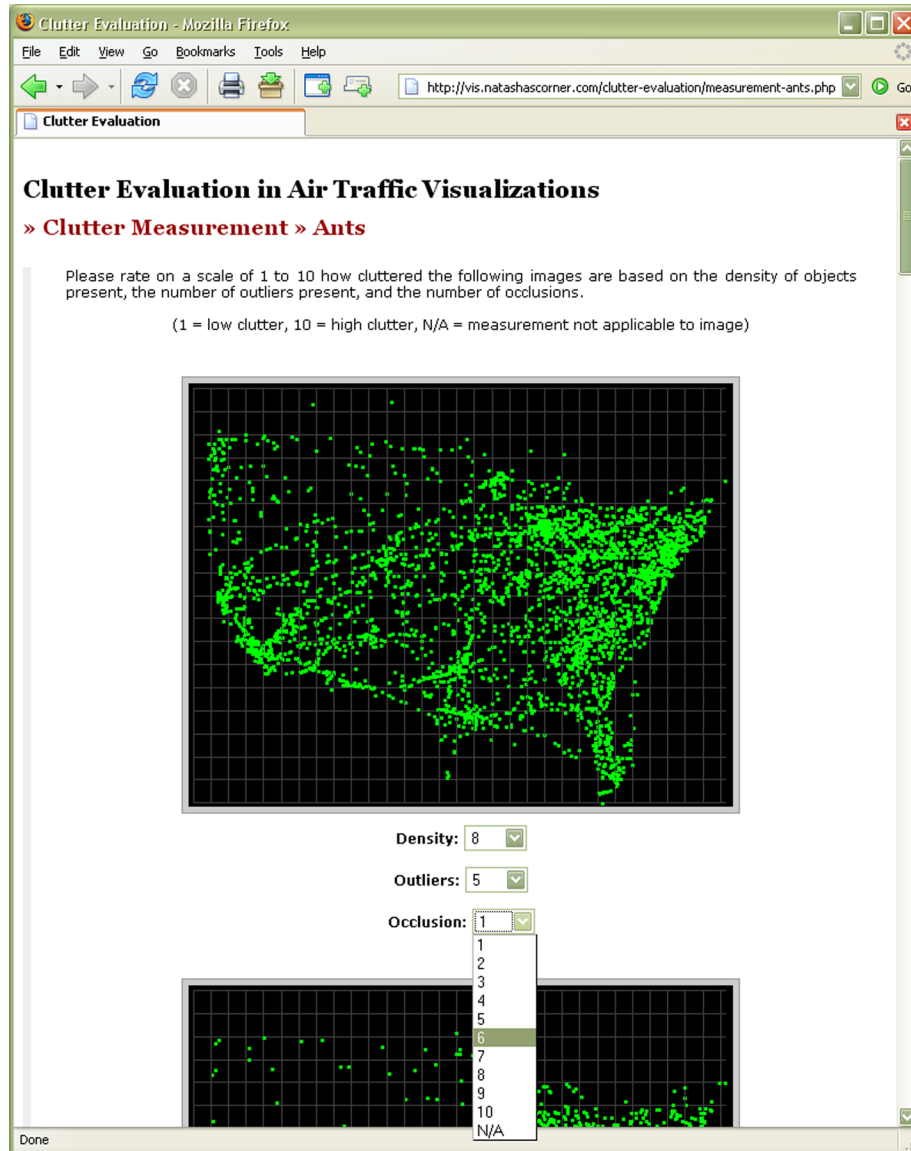 Clutter Evaluation - Mozilla Firefox
File Edit View Go Bookmarks Tools Help
http://vis.natashascorner.com/clutter-evaluation/measurement-ants.php Go
Clutter Evaluation
Clutter Evaluation in Air Traffic Visualizations
» Clutter Measurement » Ants
Please rate on a scale of 1 to 10 how cluttered the following images are based on the density of objects
present, the number of outliers present, and the number of occlusions.
(1 = low clutter, 10 = high clutter, N/A = measurement not applicable to image)
Density: 8
Outliers: 5
Occlusion: 1
1
2
3
4
5
6
7
8
9
10
N/A
Done